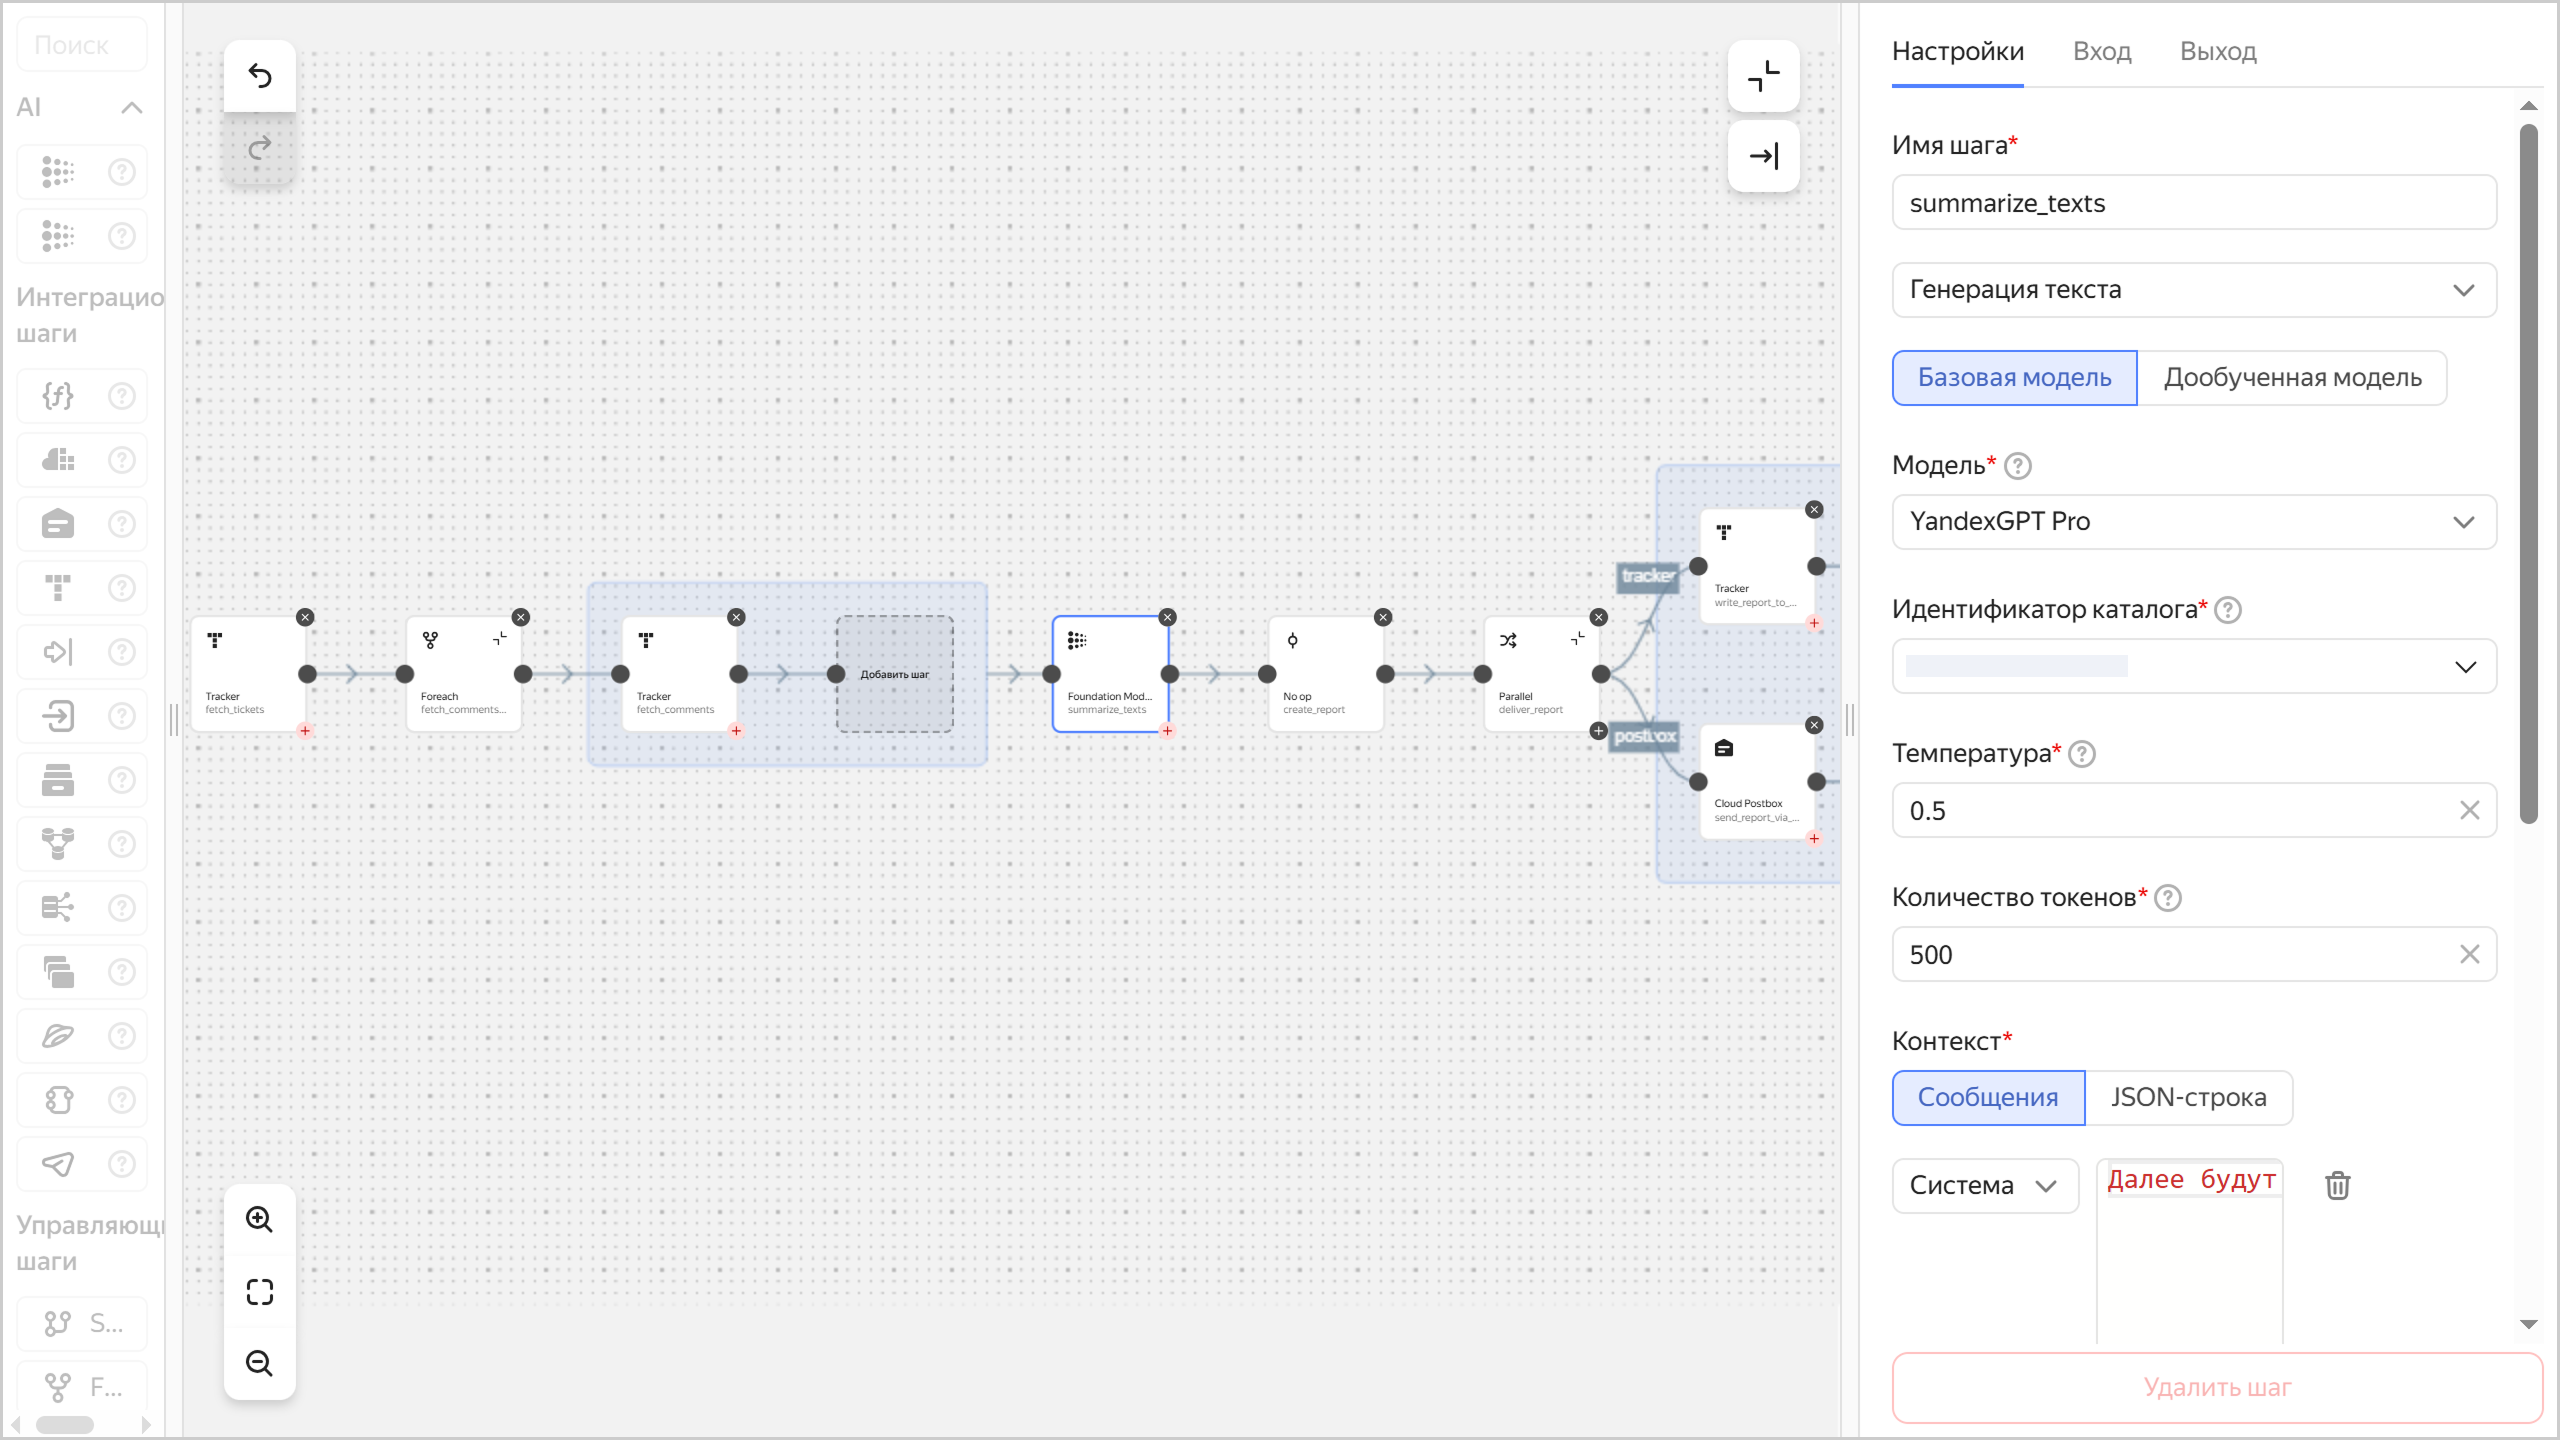 Поиск
AI
Интеграцио
шаги
Управляющ
шаги
S...
F...
Tracker
fetch_tickets
Foreach
fetch_comments...
Tracker
fetch_comments
Добавить шаг
Foundation Mod...
summarize_texts
No op
create_report
Parallel
deliver_report
tracker
postbox
Tracker
write_report_to_...
Cloud Postbox
send_report_via_...
Настройки Вход Выход
Имя шага*
summarize_texts
Генерация текста
Базовая модель Дообученная модель
Модель*
YandexGPT Pro
Идентификатор каталога*
Температура*
0.5
Количество токенов*
500
Контекст*
Сообщения JSON-строка
Система Далее будут
Удалить шаг